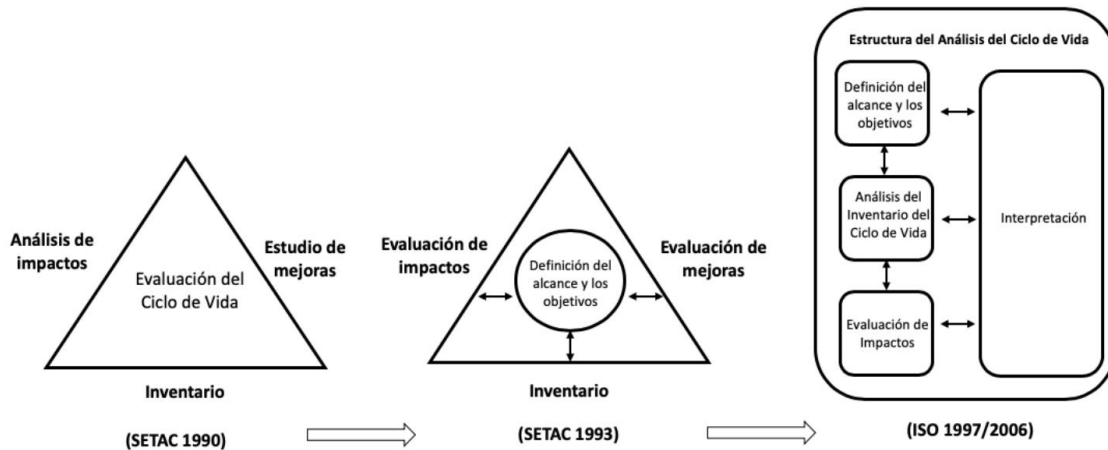 Análisis de
impactos
Evaluación del
Ciclo de Vida
Estudio de
mejoras
Inventario
(SETAC 1990)
Evaluación de
impactos
Definición del
alcance y los
objetivos
Evaluación de
mejoras
Inventario
(SETAC 1993)
Estructura del Análisis del Ciclo de Vida
Definición del
alcance y los
objetivos
Análisis del
Inventario del
Ciclo de Vida
Evaluación de
Impactos
Interpretación
(ISO 1997/2006)